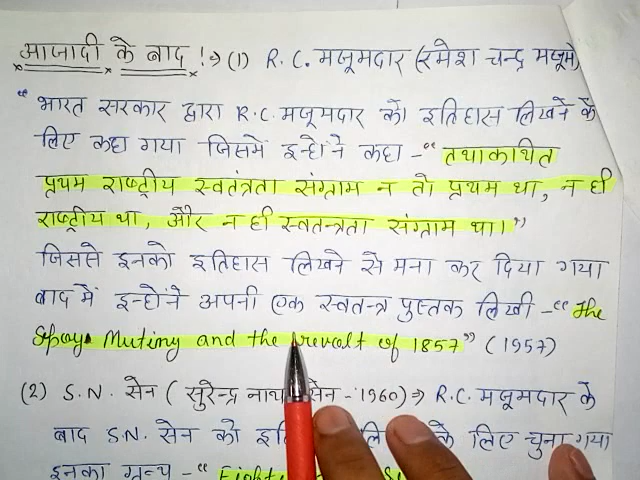 आजादी के बाद !⇒ (1) R.C. मजूमदार (रमेश चन्द्र मजूम
"भारत सरकार द्वारा R.C. मजूमदार को इतिहास लिखने के
लिए कहा गया जिसमें इन्होंने कहा - "तथाकथित
प्रथम राष्ट्रीय स्वतंत्रता संग्राम न तो प्रथम था, न ही
राष्ट्रीय था, और न ही स्वतन्त्रता संग्राम था।"
जिससे इनको इतिहास लिखने से मना कर दिया गया
बाद में इन्होंने अपनी एक स्वतन्त्र पुस्तक लिखी - "The
Sepoy Mutiny and the revolt of 1857" (1957)
(2) S.N. सेन (सुरेन्द्र नाथ सेन - 1960) ⇒ R.C. मजूमदार के
बाद S.N. सेन को के लिए चुना गया
इनका ग्रन्थ - "